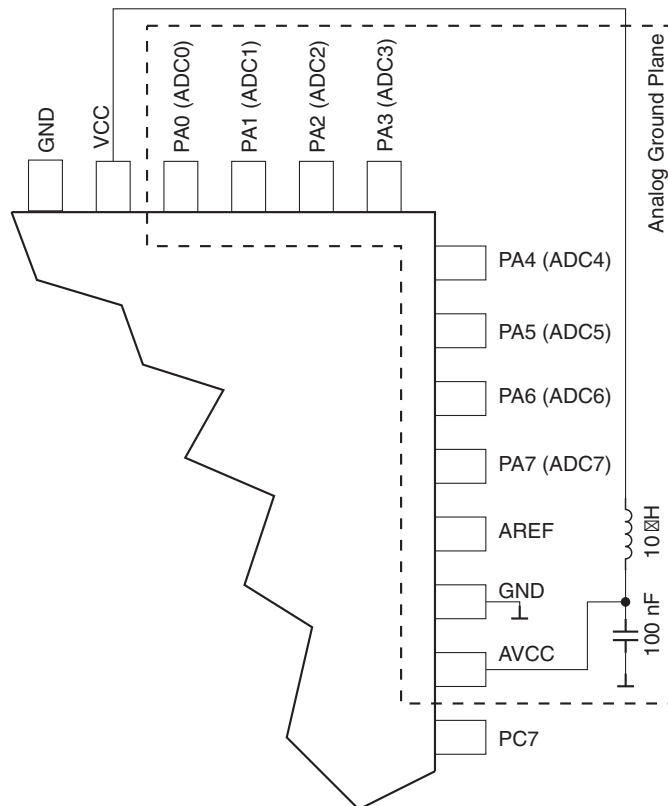 GND
VCC
PA0 (ADC0)
PA1 (ADC1)
PA2 (ADC2)
PA3 (ADC3)
Analog Ground Plane
PA4 (ADC4)
PA5 (ADC5)
PA6 (ADC6)
PA7 (ADC7)
AREF
10 H
GND
100 nF
AVCC
PC7